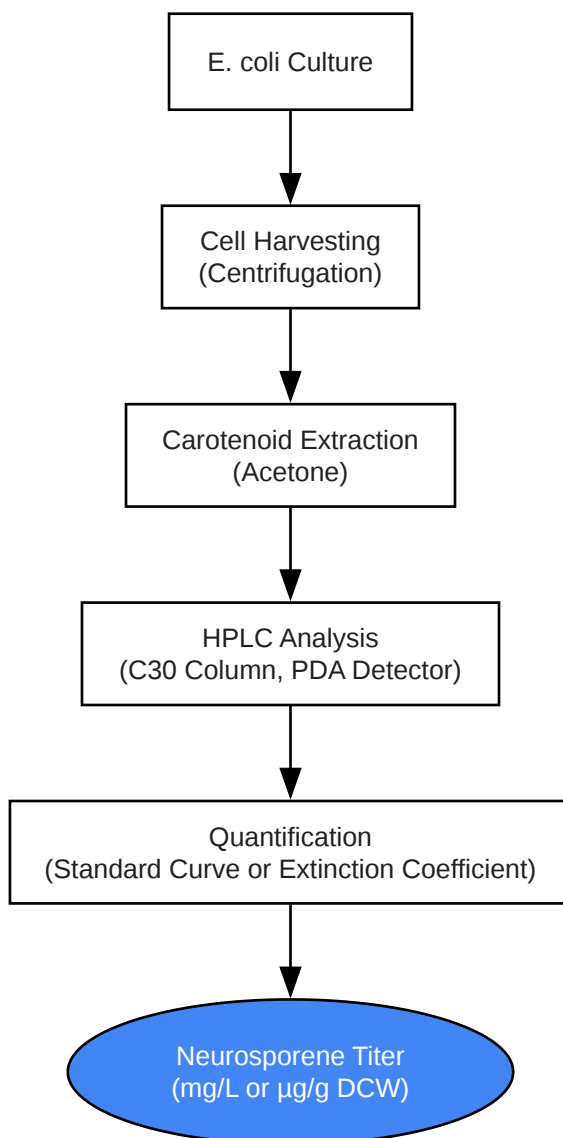 E. coli Culture
Cell Harvesting
(Centrifugation)
Carotenoid Extraction
(Acetone)
HPLC Analysis
(C30 Column, PDA Detector)
Quantification
(Standard Curve or Extinction Coefficient)
Neurosporene Titer
(mg/L or µg/g DCW)